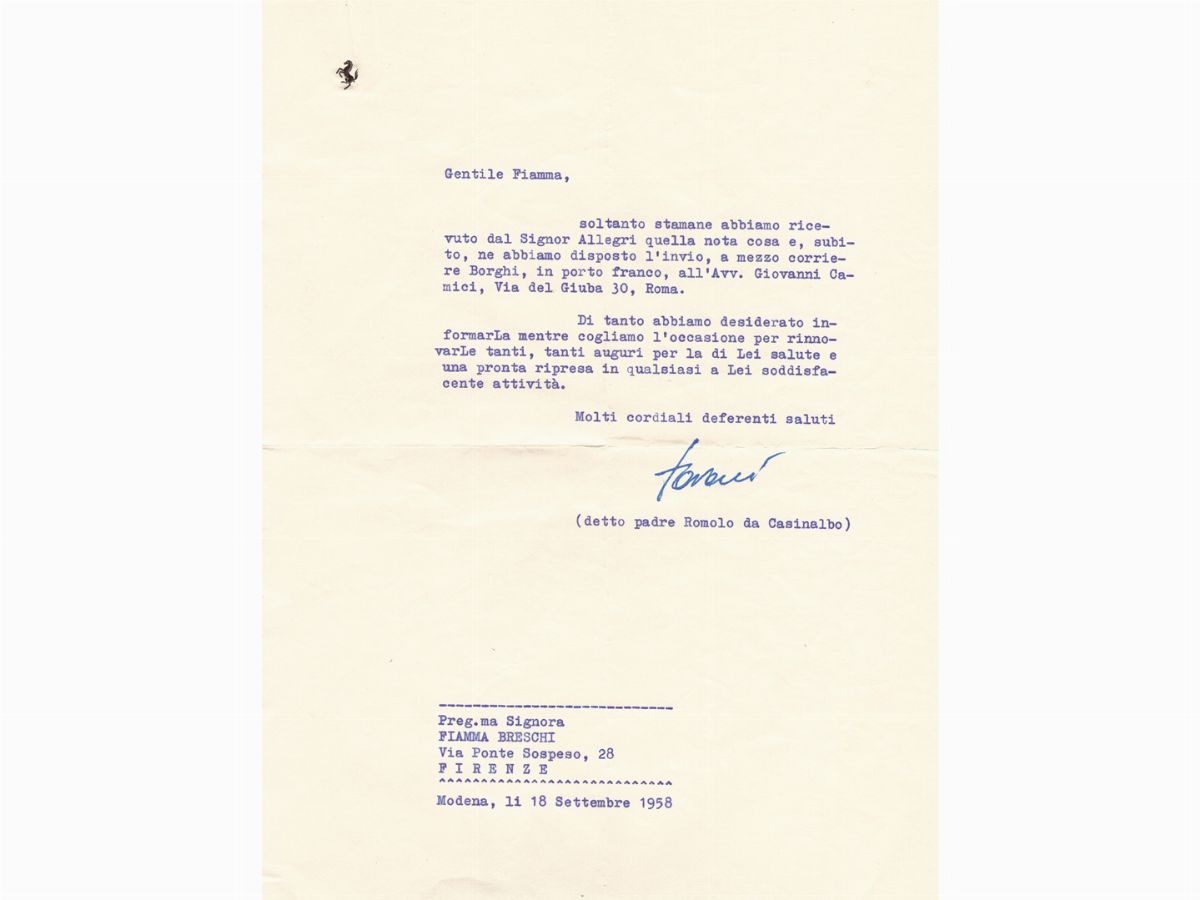 Gentile Fiamma,
soltanto stamane abbiamo rice-
vuto dal Signor Allegri quella nota cosa e, subi-
to, ne abbiamo disposto l'invio, a mezzo corrie-
re Borghi, in porto franco, all'Avv. Giovanni Ca-
mici, Via del Giuba 30, Roma.
Di tanto abbiamo desiderato in-
formarLa mentre cogliamo l'occasione per rinno-
varLe tanti, tanti auguri per la di Lei salute e
una pronta ripresa in qualsiasi a Lei soddisfa-
cente attività.
Molti cordiali deferenti saluti
(detto padre Romolo da Casinalbo)
---------------------------
Preg.ma Signora
FIAMMA BRESCHI
Via Ponte Sospeso, 28
F I R E N Z E
^^^^^^^^^^^^^^^^^^^^^^^^^^^^
Modena, li 18 Settembre 1958